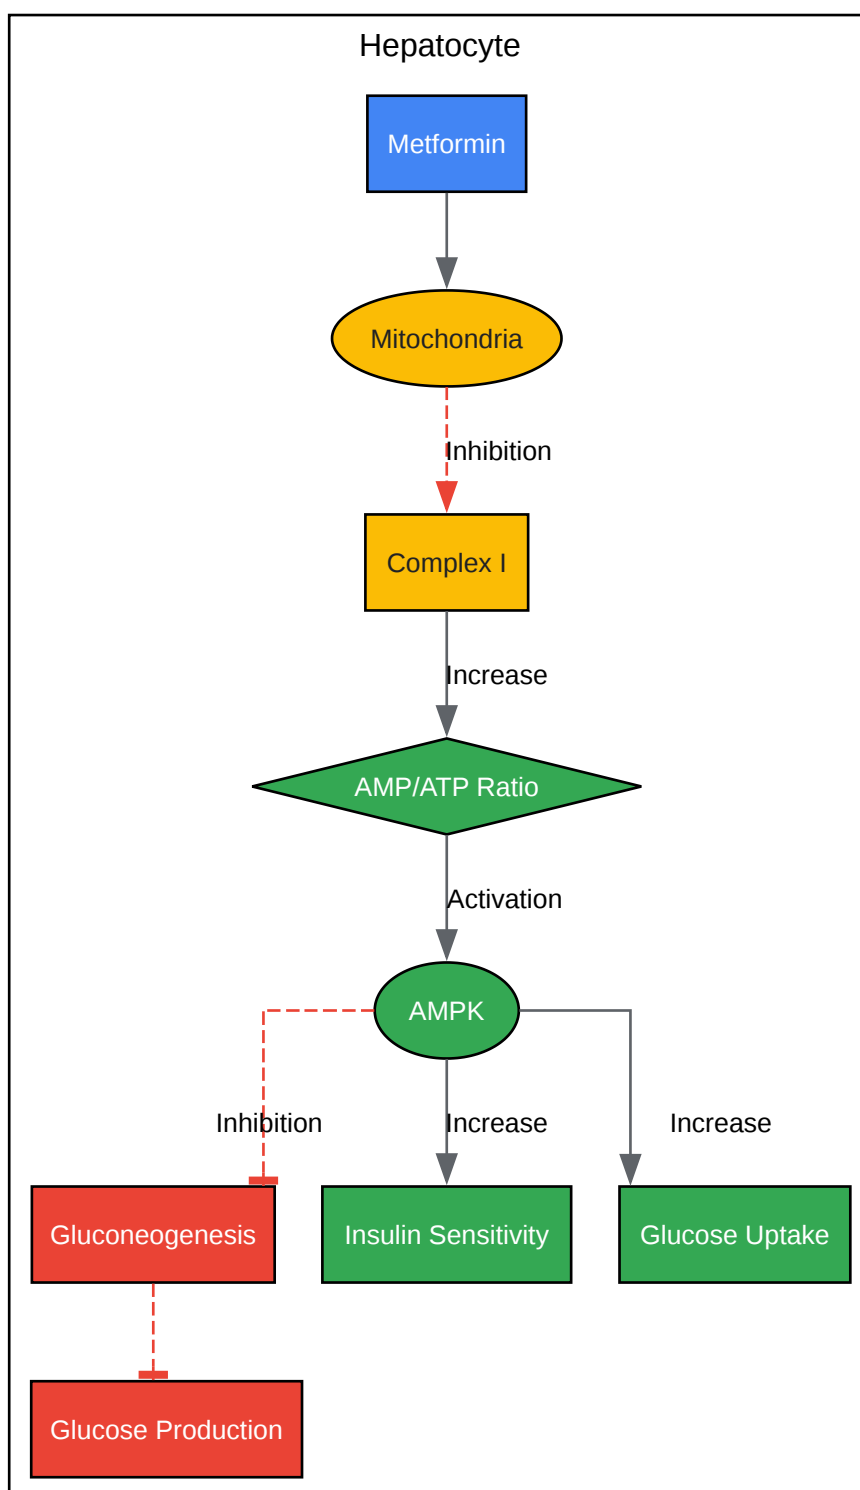 Hepatocyte
Metformin
Mitochondria
Inhibition
Complex I
Increase
AMP/ATP Ratio
Activation
AMPK
Inhibition
Increase
Increase
Gluconeogenesis
Insulin Sensitivity
Glucose Uptake
Glucose Production